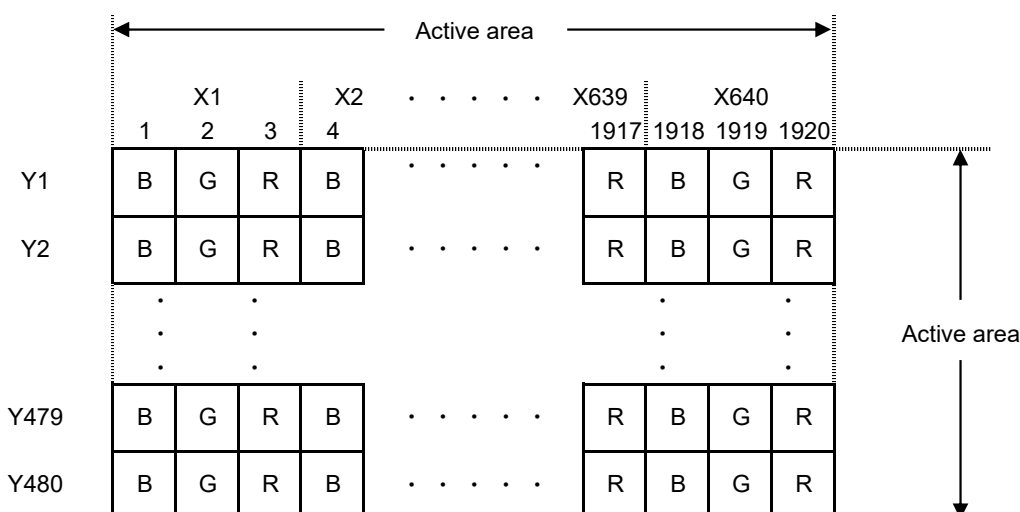 Active area
X1 X2 · · · · · X639 X640
1 2 3 4 1917 1918 1919 1920
· · · · ·
Y1 B G R B R B G R
Y2 B G R B · · · · · R B G R
· · · ·
· · · ·
Active area
· · · ·
Y479 B G R B · · · · · R B G R
Y480 B G R B · · · · · R B G R